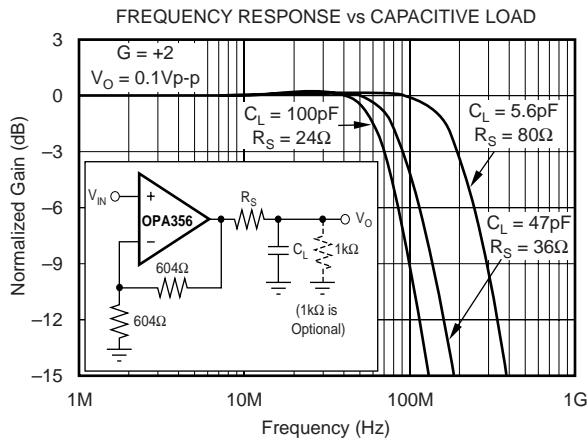 FREQUENCY RESPONSE vs CAPACITIVE LOAD
Normalized Gain (dB)
3
0
–3
–6
–9
–12
–15
G = +2
V_O = 0.1Vp-p
C_L = 100pF
R_S = 24Ω
C_L = 5.6pF
R_S = 80Ω
C_L = 47pF
R_S = 36Ω
V_IN
+
–
OPA356
R_S
V_O
C_L
1kΩ
604Ω
604Ω
(1kΩ is
Optional)
1M
10M
100M
1G
Frequency (Hz)